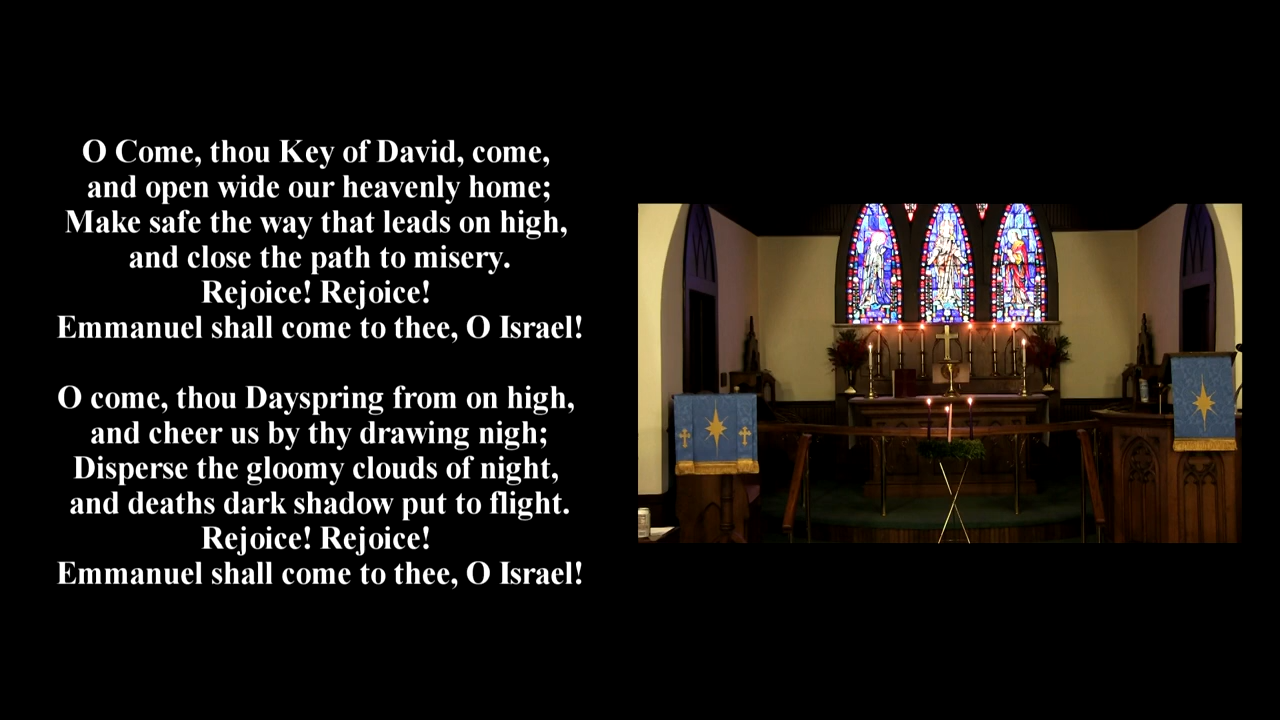 O Come, thou Key of David, come,
and open wide our heavenly home;
Make safe the way that leads on high,
and close the path to misery.
Rejoice! Rejoice!
Emmanuel shall come to thee, O Israel!
O come, thou Dayspring from on high,
and cheer us by thy drawing nigh;
Disperse the gloomy clouds of night,
and deaths dark shadow put to flight.
Rejoice! Rejoice!
Emmanuel shall come to thee, O Israel!